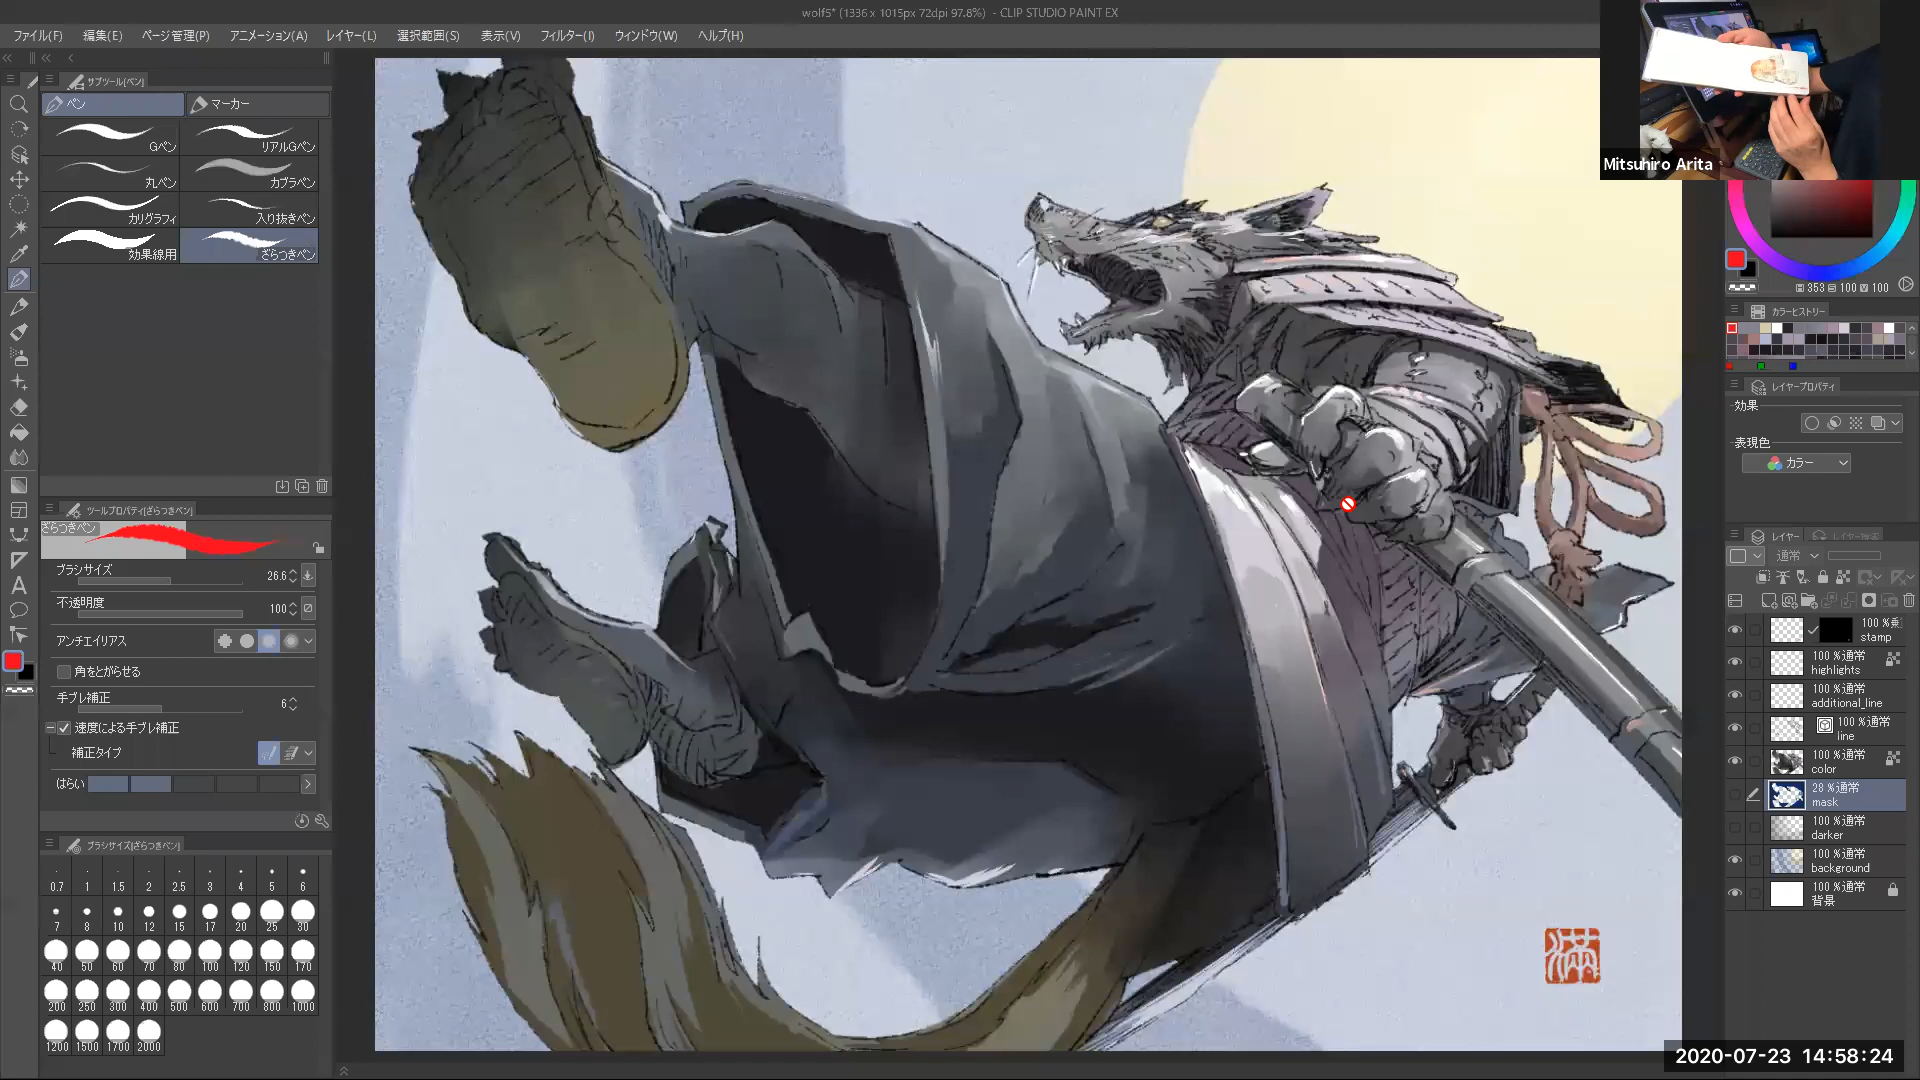 wolf5* (1336 x 1015px 72dpi 97.8%) - CLIP STUDIO PAINT EX
ファイル(F) 編集(E) ページ管理(P) アニメーション(A) レイヤー(L) 選択範囲(S) 表示(V) フィルター(I) ウィンドウ(W) ヘルプ(H)
サブツール[ペン]
ペン マーカー
Gペン リアルGペン
丸ペン カブラペン
カリグラフィ 入り抜きペン
効果線用 ざらつきペン
ツールプロパティ[ざらつきペン]
ざらつきペン
ブラシサイズ 26.6
不透明度 100
アンチエイリアス
角をとがらせる
手ブレ補正 6
速度による手ブレ補正
補正タイプ
はらい
ブラシサイズ[ざらつきペン]
0.7 1 1.5 2 2.5 3 4 5 6
7 8 10 12 15 17 20 25 30
40 50 60 70 80 100 120 150 170
200 250 300 400 500 600 700 800 1000
1200 1500 1700 2000
Mitsuhiro Arita
353 100 100
カラーヒストリー
レイヤープロパティ
効果
表現色
カラー
レイヤー レイヤー検索
通常
100 %乗
stamp
100 %通常
highlights
100 %通常
additional_line
100 %通常
line
100 %通常
color
28 %通常
mask
100 %通常
darker
100 %通常
background
100 %通常
背景
満
2020-07-23 14:58:24